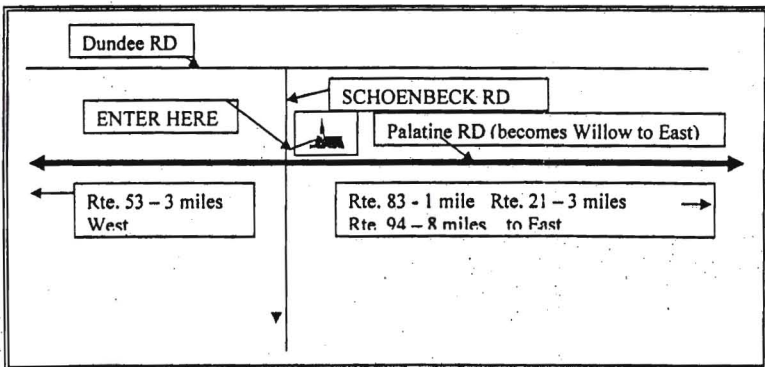 Dundee RD
SCHOENBECK RD
ENTER HERE
Palatine RD (becomes Willow to East)
Rte. 53 – 3 miles
West
Rte. 83 - 1 mile Rte. 21 – 3 miles
Rte. 94 – 8 miles to East